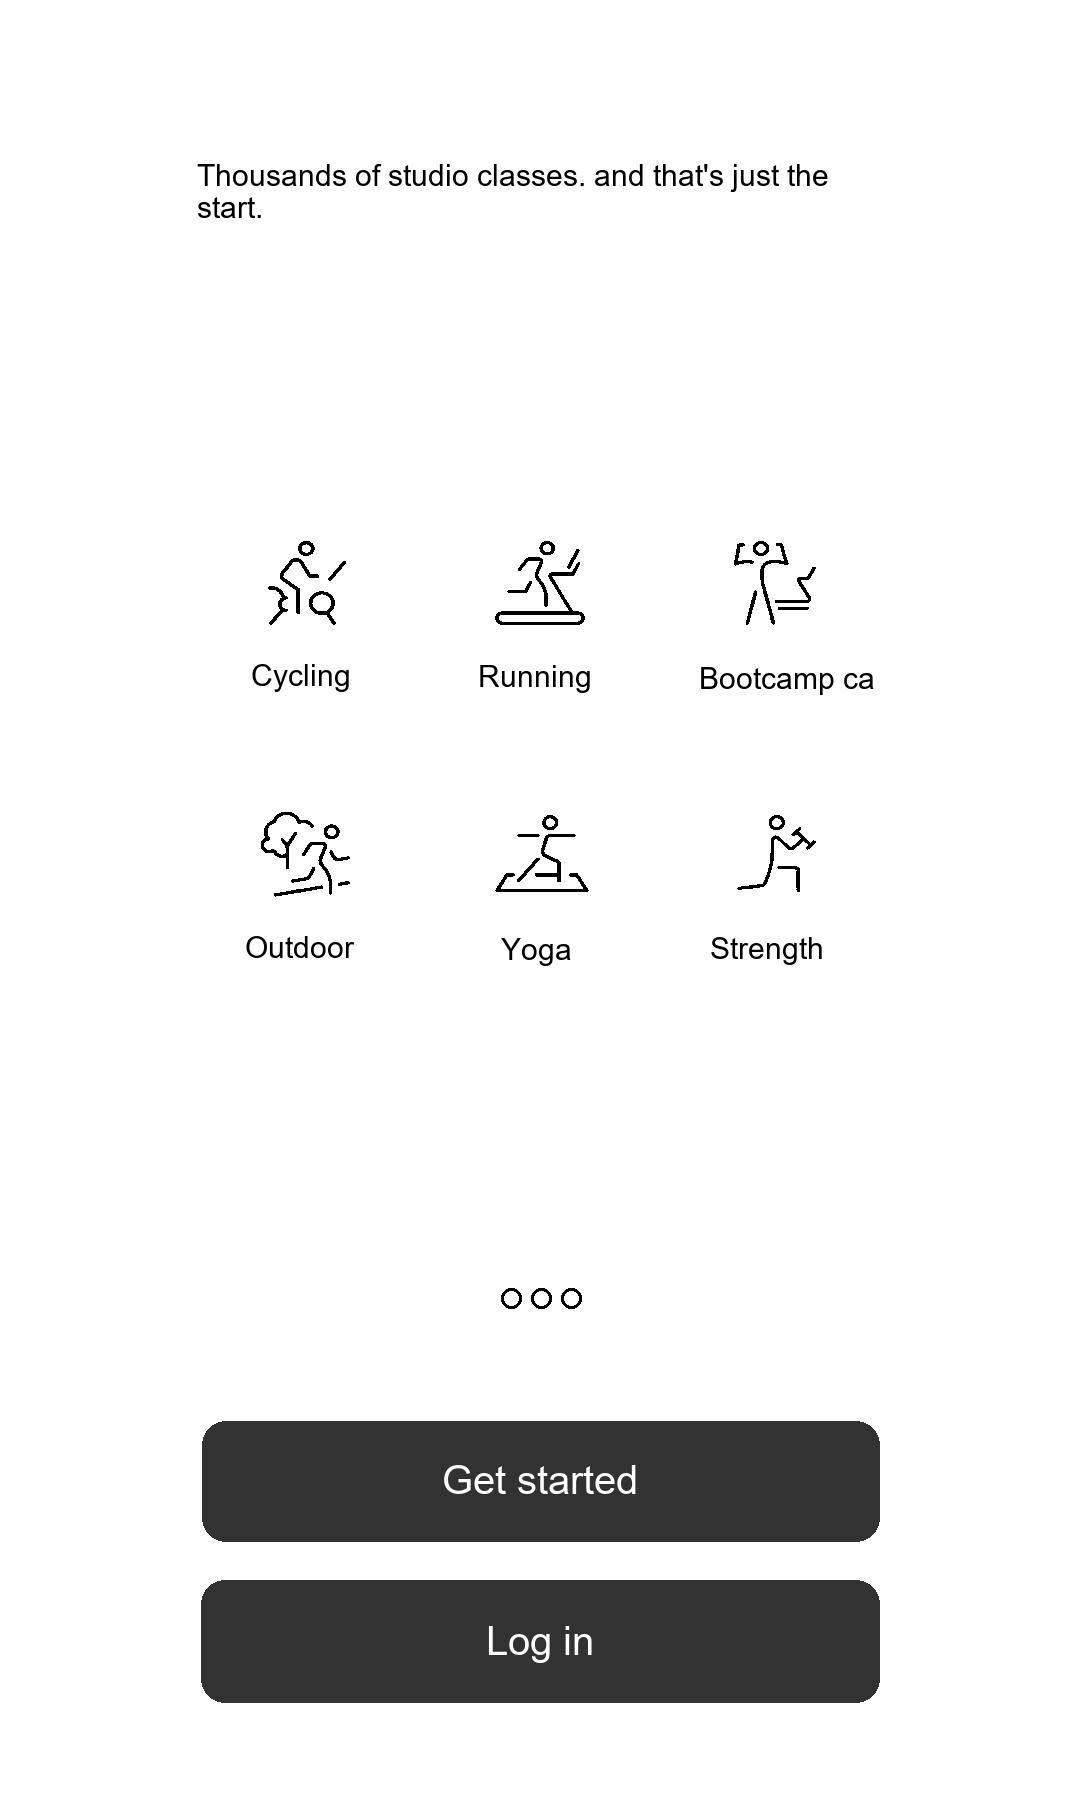 Thousands of studio classes. and that's just the
start.
Cycling
Running
Bootcamp ca
Outdoor
Yoga
Strength
Get started
Log in